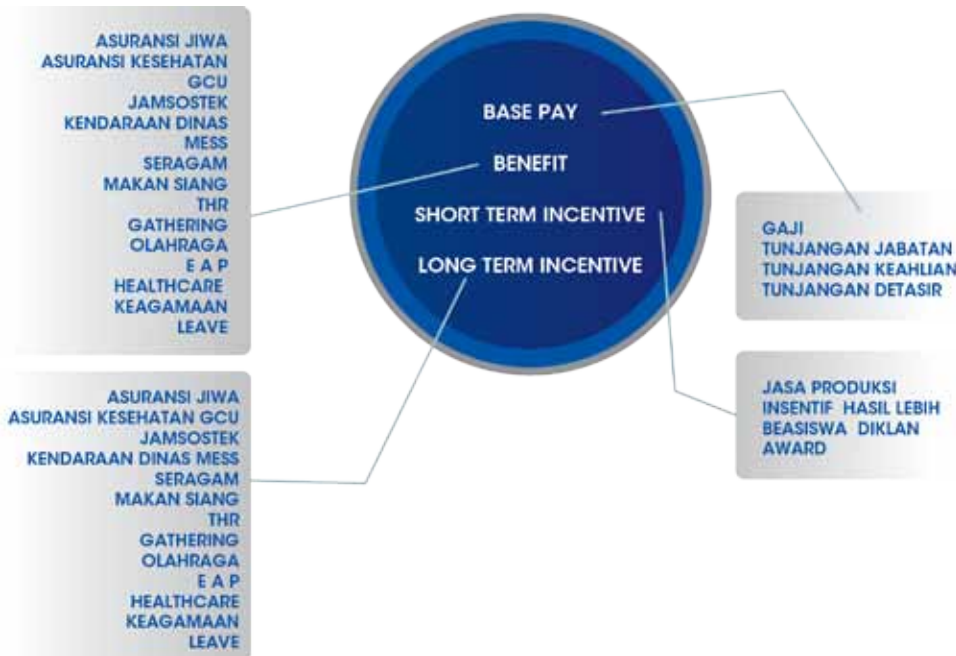 ASURANSI JIWA
ASURANSI KESEHATAN
GCU
JAMSOSTEK
KENDARAAN DINAS
MESS
SERAGAM
MAKAN SIANG
THR
GATHERING
OLAHRAGA
E A P
HEALTHCARE
KEAGAMAAN
LEAVE
ASURANSI JIWA
ASURANSI KESEHATAN GCU
JAMSOSTEK
KENDARAAN DINAS MESS
SERAGAM
MAKAN SIANG
THR
GATHERING
OLAHRAGA
E A P
HEALTHCARE
KEAGAMAAN
LEAVE
BASE PAY
BENEFIT
SHORT TERM INCENTIVE
LONG TERM INCENTIVE
GAJI
TUNJANGAN JABATAN
TUNJANGAN KEAHLIAN
TUNJANGAN DETASIR
JASA PRODUKSI
INSENTIF HASIL LEBIH
BEASISWA DIKLAN
AWARD